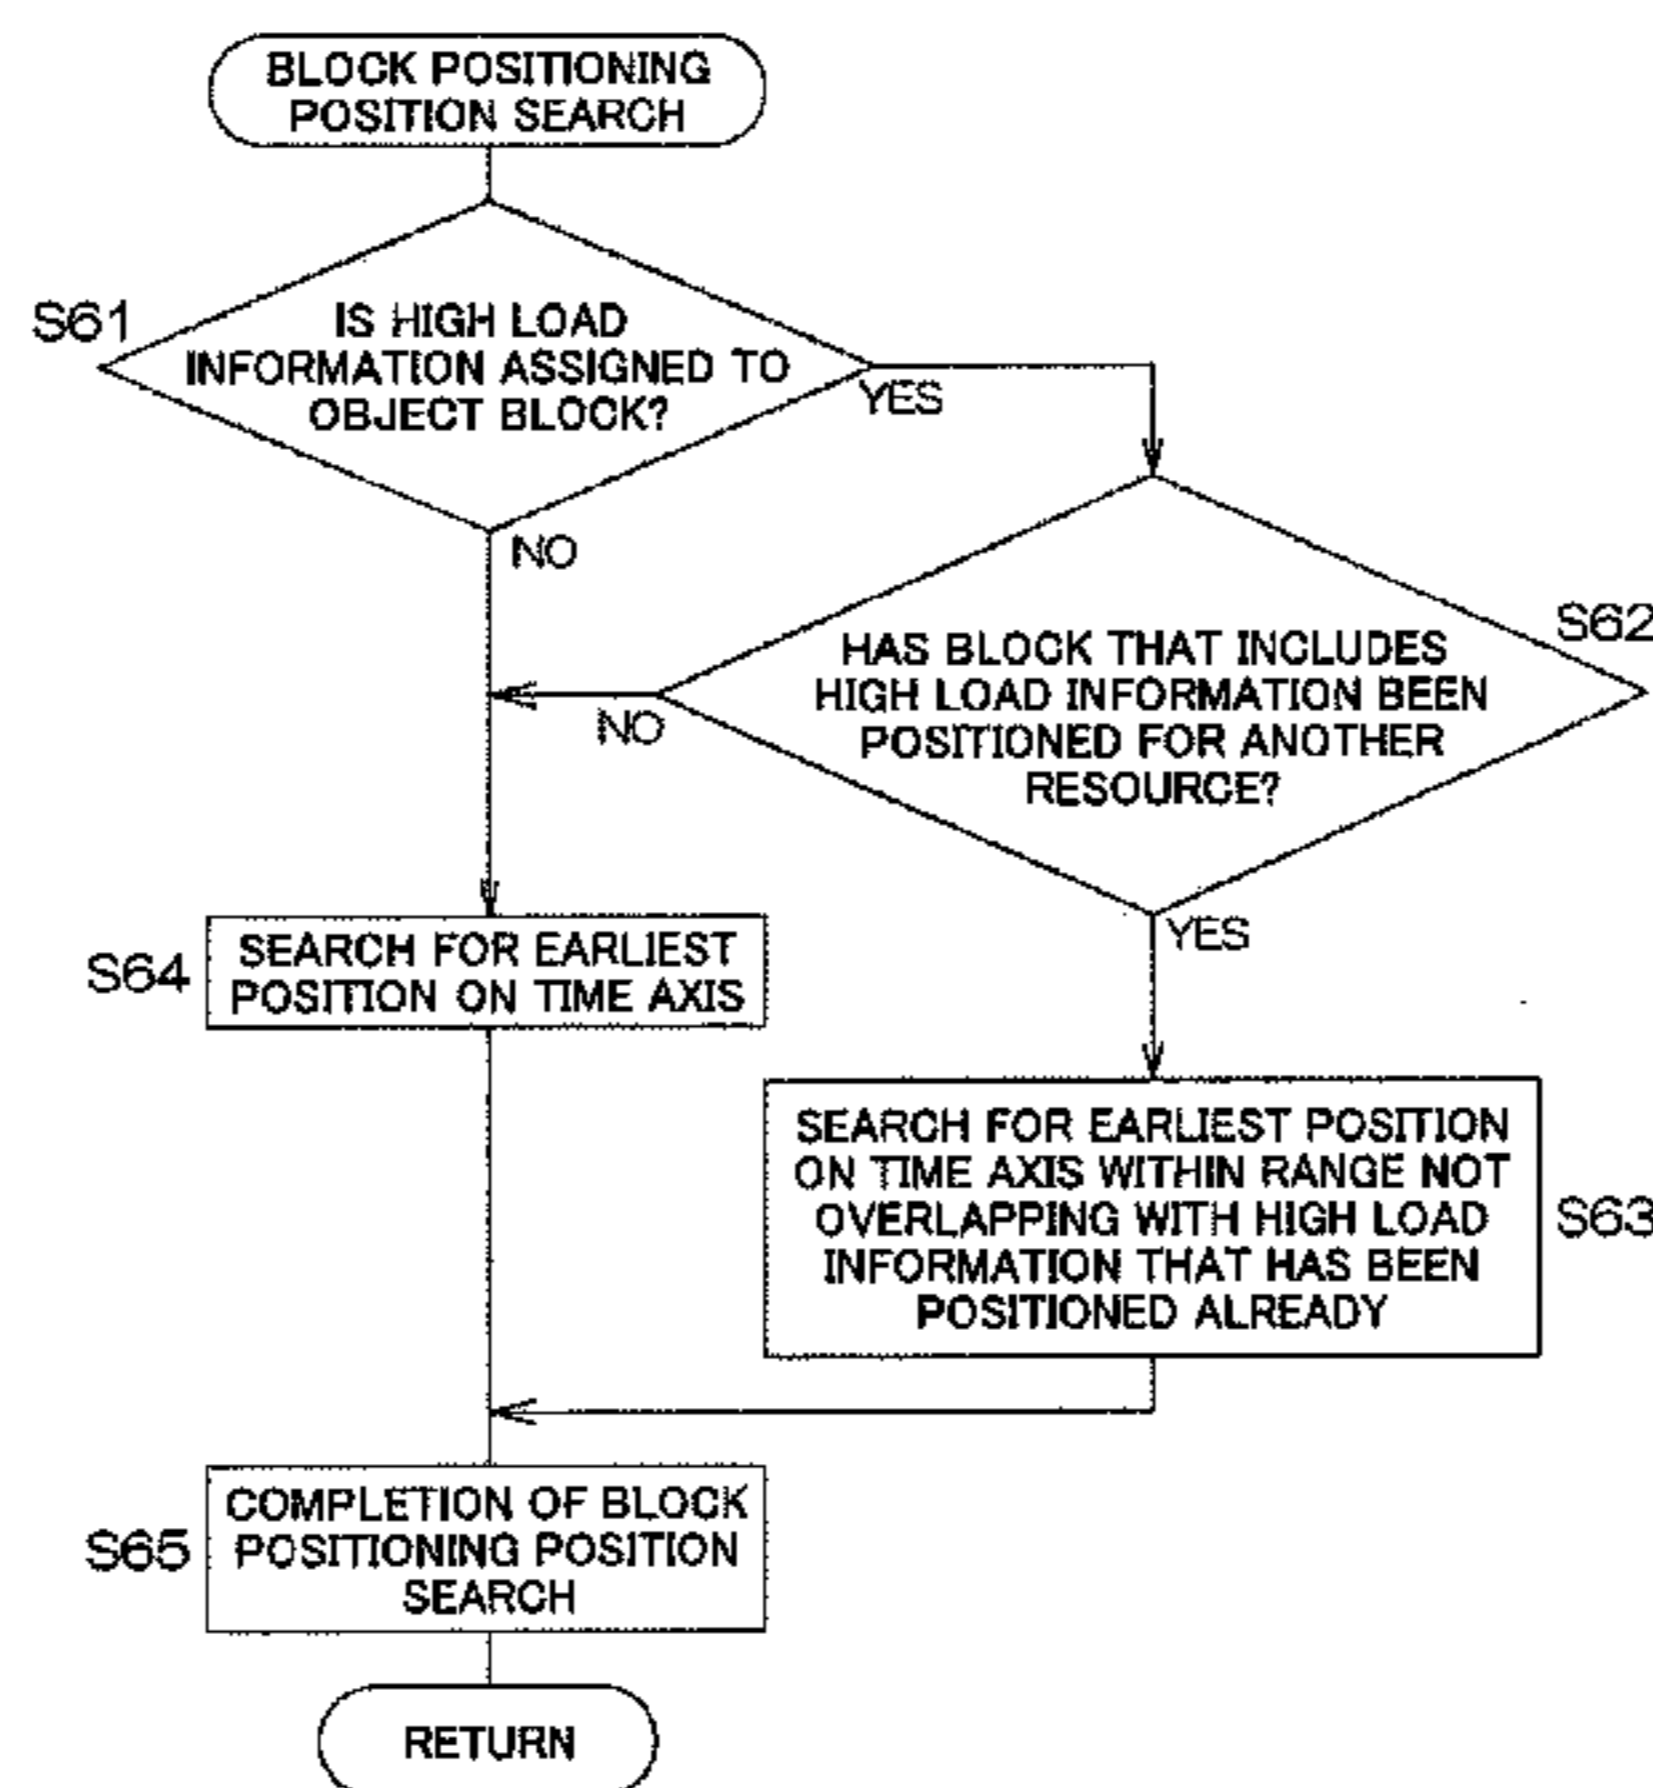 BLOCK POSITIONING
POSITION SEARCH
S61
IS HIGH LOAD
INFORMATION ASSIGNED TO
OBJECT BLOCK?
YES
NO
S62
HAS BLOCK THAT INCLUDES
HIGH LOAD INFORMATION BEEN
POSITIONED FOR ANOTHER
RESOURCE?
NO
YES
S64
SEARCH FOR EARLIEST
POSITION ON TIME AXIS
SEARCH FOR EARLIEST POSITION
ON TIME AXIS WITHIN RANGE NOT
OVERLAPPING WITH HIGH LOAD
INFORMATION THAT HAS BEEN
POSITIONED ALREADY
S63
S65
COMPLETION OF BLOCK
POSITIONING POSITION
SEARCH
RETURN